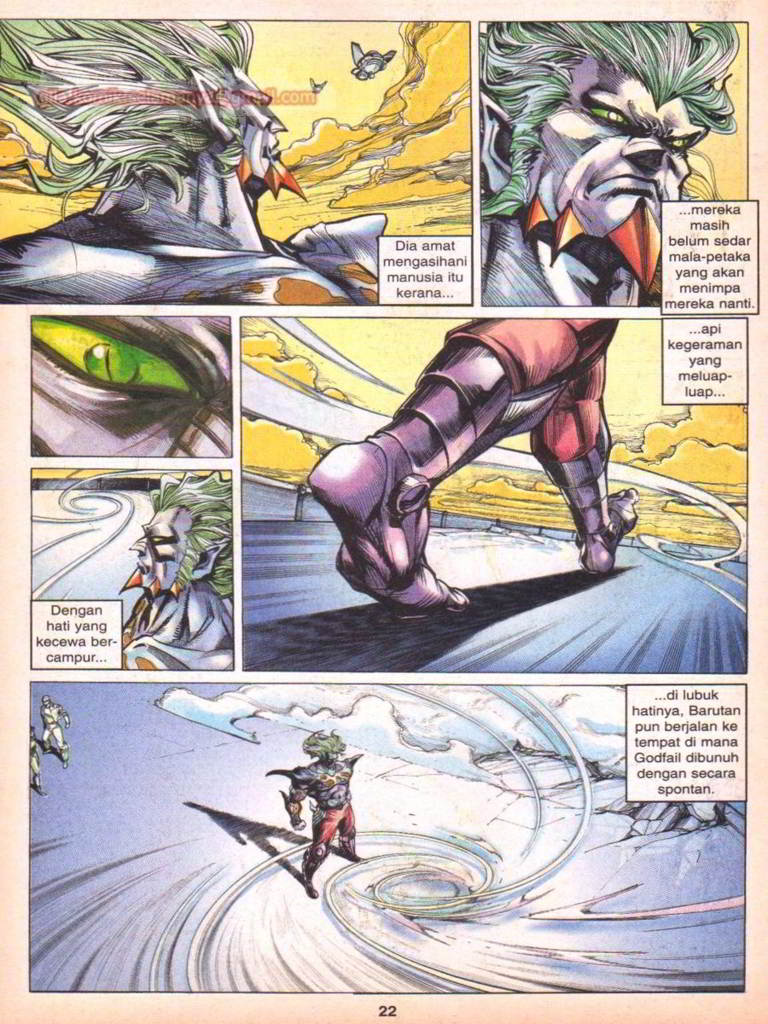 Dia amat
mengasihani
manusia itu
kerana...
...mereka
masih
belum sedar
mala-petaka
yang akan
menimpa
mereka nanti.
Dengan
hati yang
kecewa ber-
campur...
...api
kegeraman
yang
meluap-
luap...
...di lubuk
hatinya, Barutan
pun berjalan ke
tempat di mana
Godfail dibunuh
dengan secara
spontan.
22